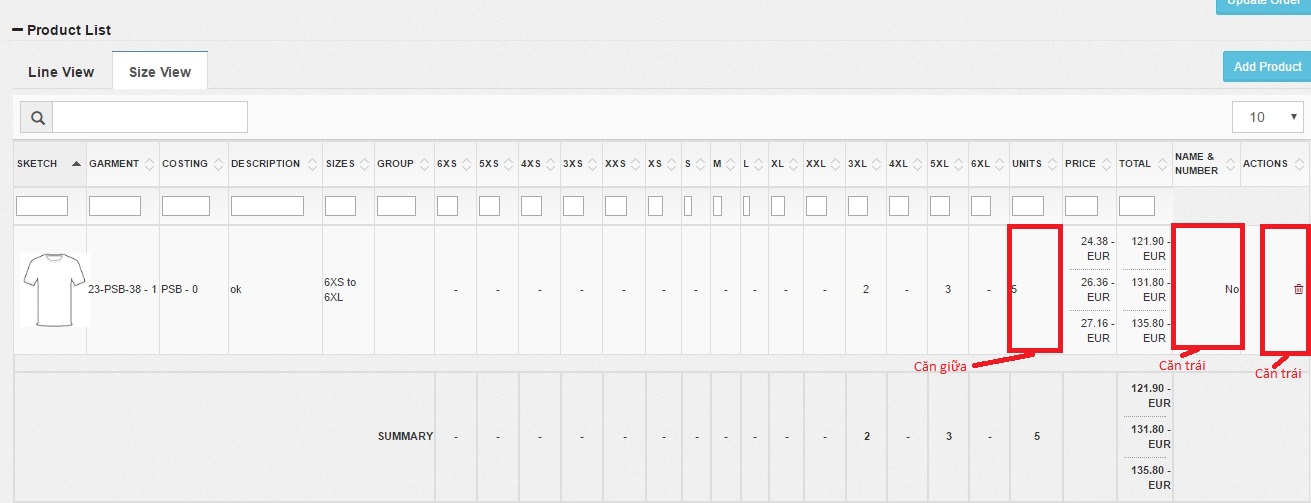 Update Order
Product List
Line View
Size View
Add Product
10
SKETCH GARMENT COSTING DESCRIPTION SIZES GROUP 6XS 5XS 4XS 3XS XXS XS S M L XL XXL 3XL 4XL 5XL 6XL UNITS PRICE TOTAL NAME & NUMBER ACTIONS
23-PSB-38 - 1 PSB - 0 ok 6XS to 6XL - - - - - - - - - - - 2 - 3 - 5 No
24.38 - EUR 121.90 - EUR
26.36 - EUR 131.80 - EUR
27.16 - EUR 135.80 - EUR
Căn giữa
Căn trái
Căn trái
SUMMARY - - - - - - - - - - - 2 - 3 - 5
121.90 - EUR
131.80 - EUR
135.80 - EUR